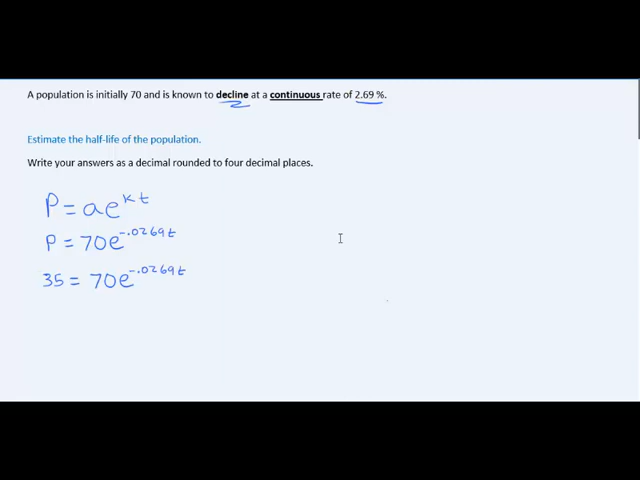 A population is initially 70 and is known to decline at a continuous rate of 2.69 %.
Estimate the half-life of the population.
Write your answers as a decimal rounded to four decimal places.
P = ae^kt
P = 70e^-.0269t
35 = 70e^-.0269t